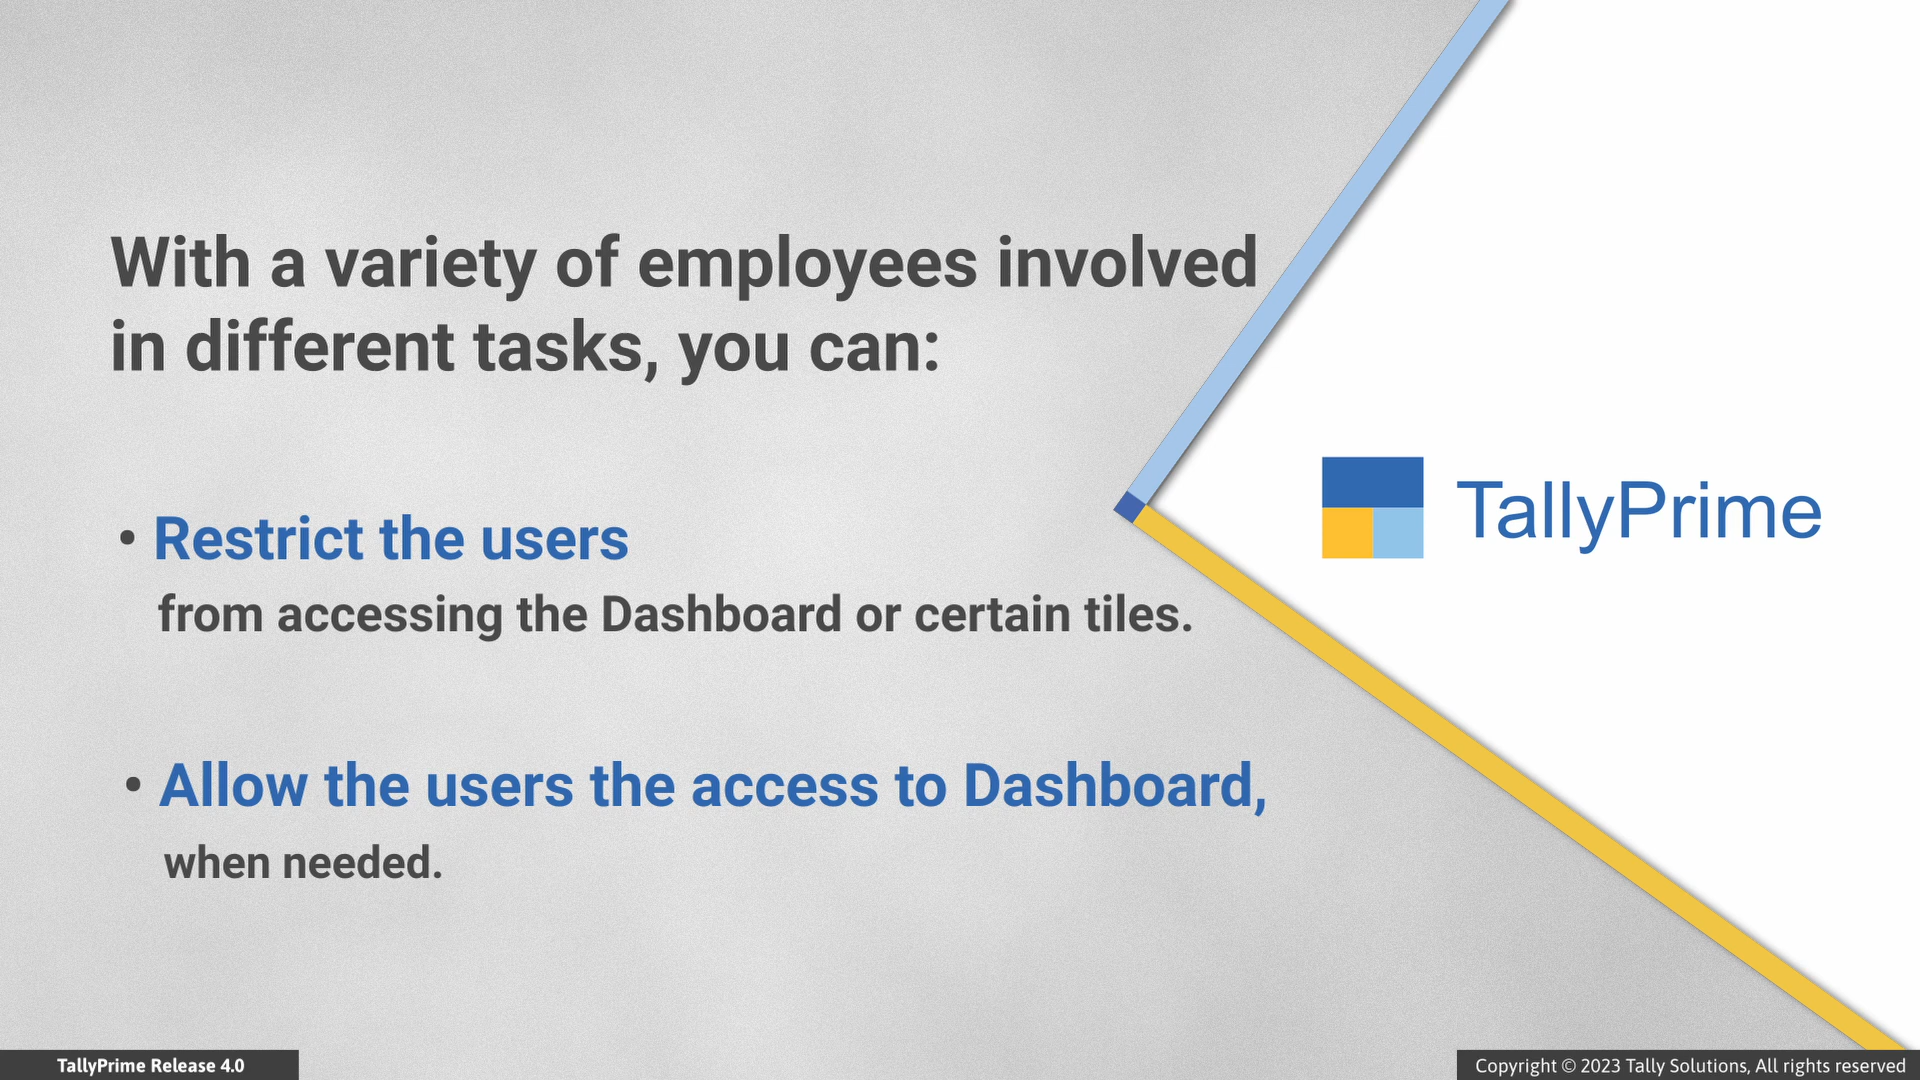 With a variety of employees involved
in different tasks, you can:
• Restrict the users
from accessing the Dashboard or certain tiles.
• Allow the users the access to Dashboard,
when needed.
TallyPrime
TallyPrime Release 4.0
Copyright © 2023 Tally Solutions, All rights reserved